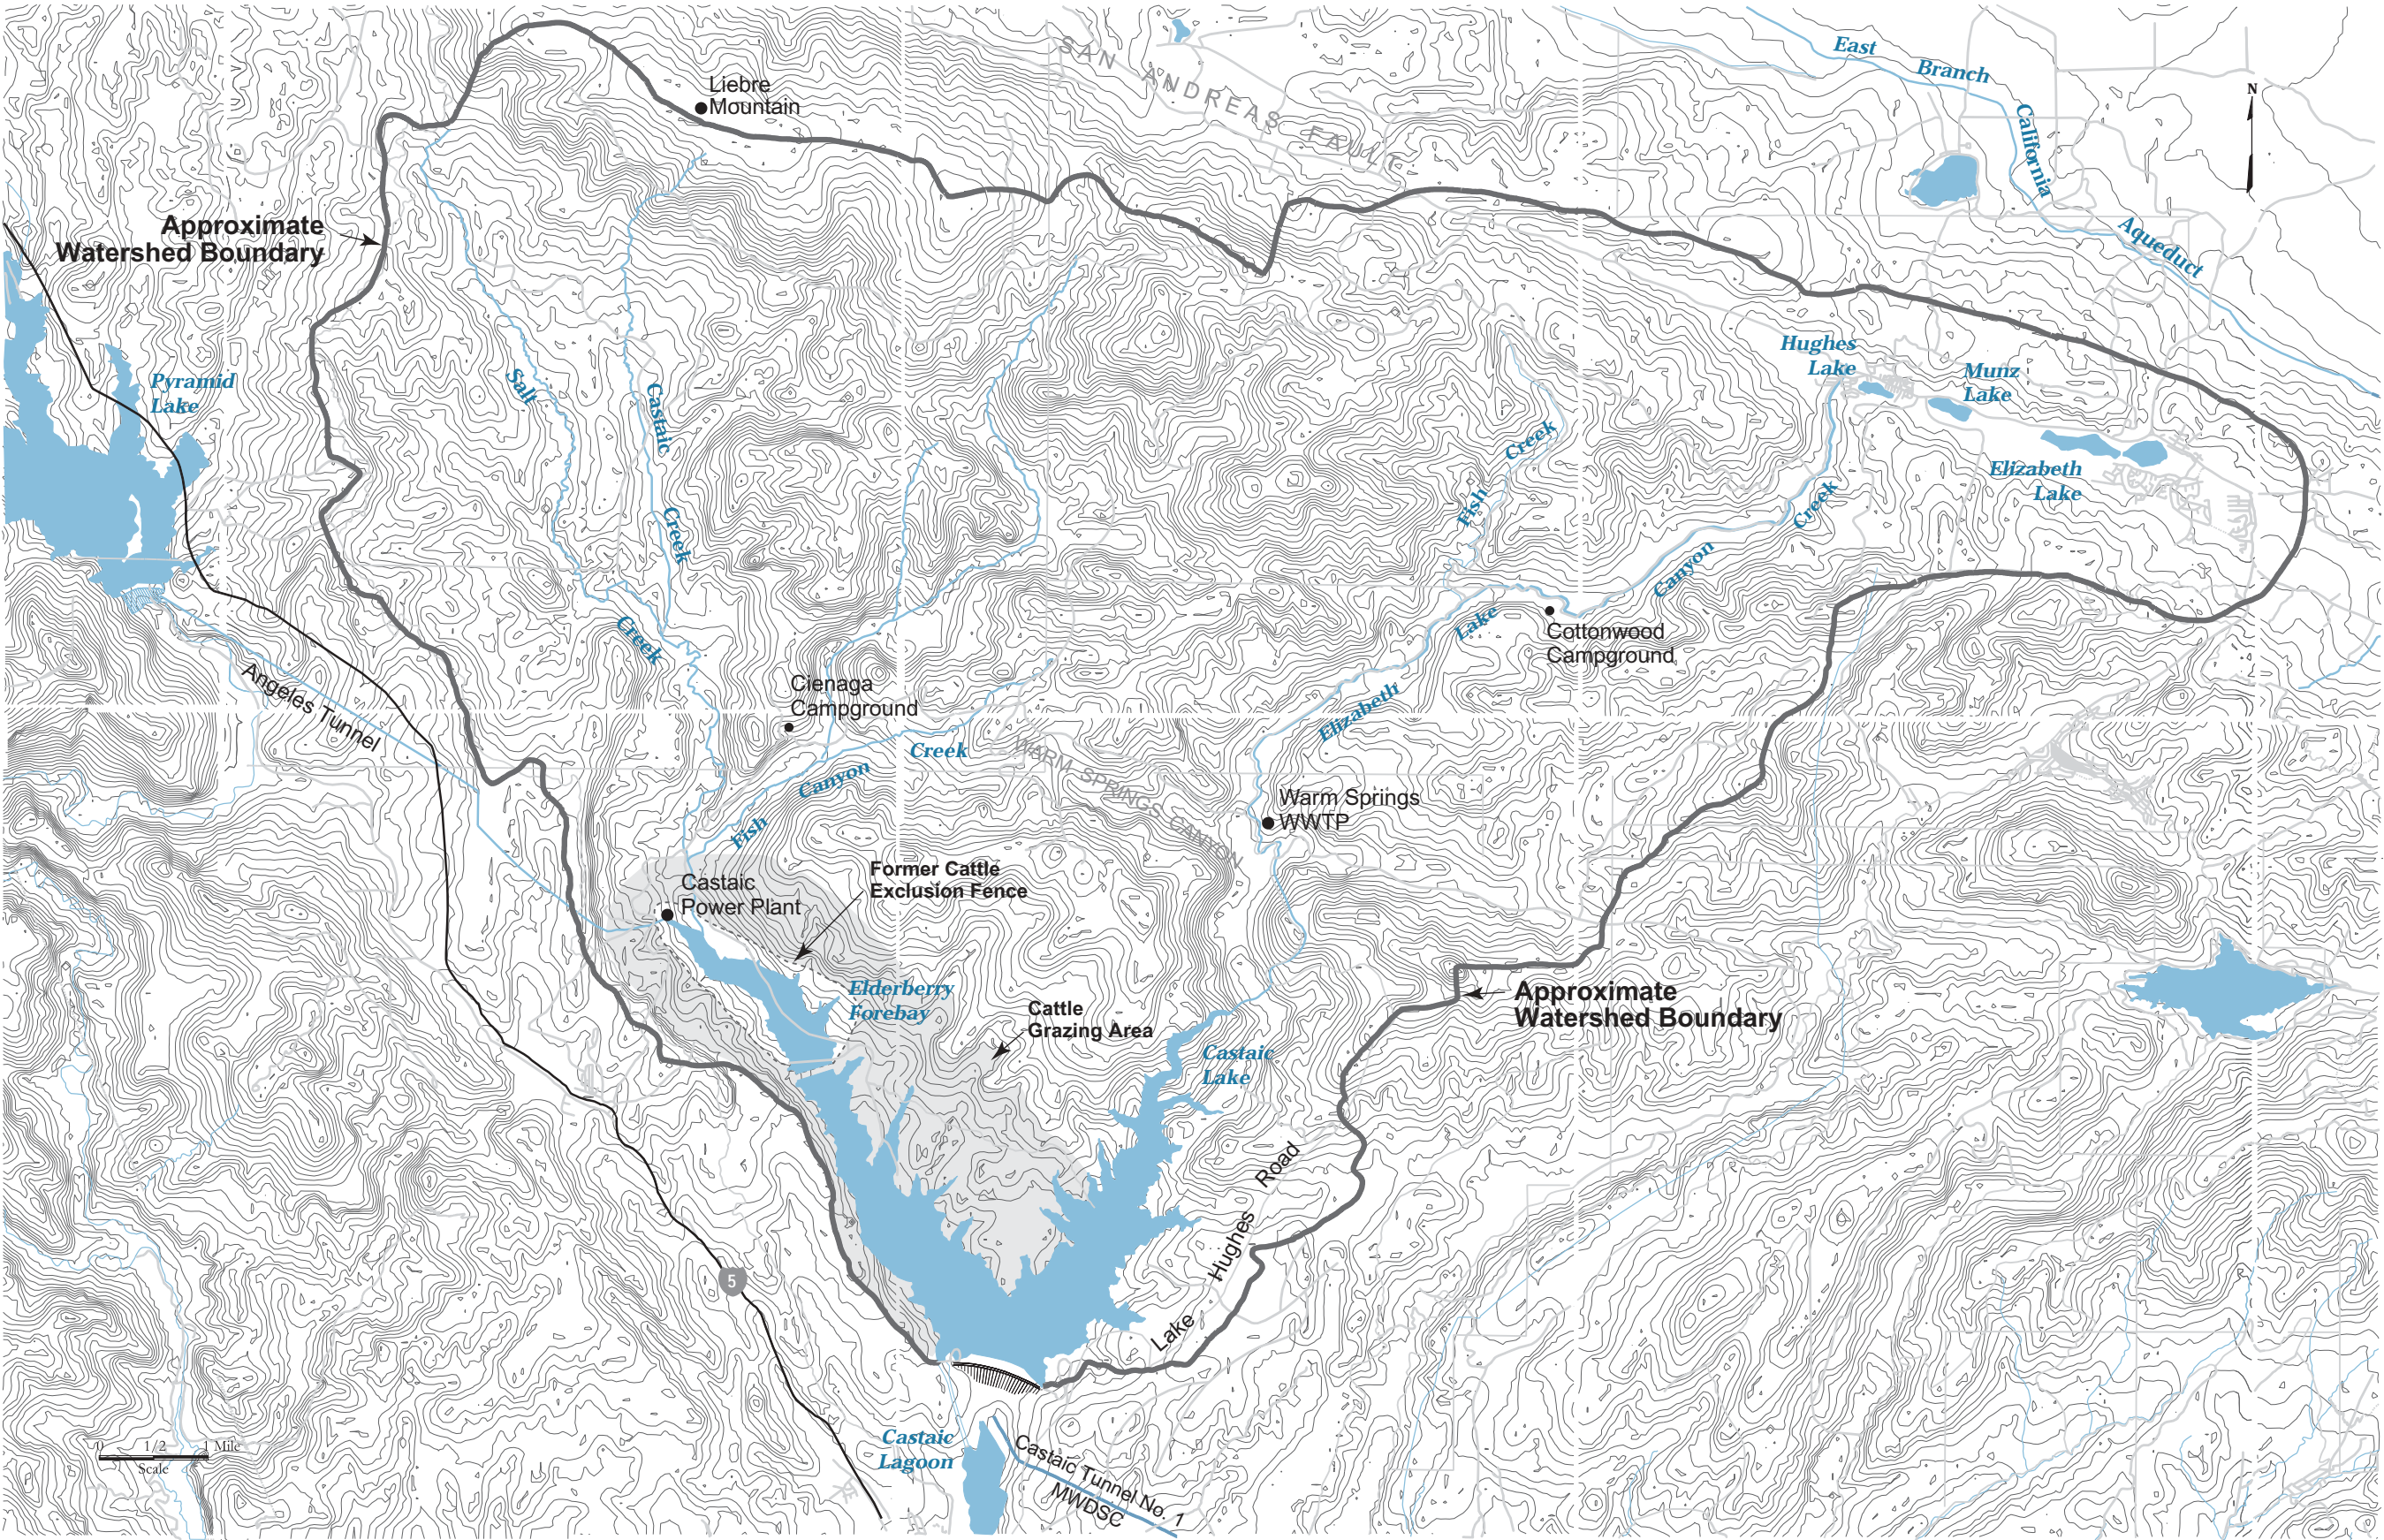 East
Branch
California
Aqueduct
SAN ANDREAS FAULT
N
Liebre
Mountain
Approximate
Watershed Boundary
Hughes
Lake
Munz
Lake
Elizabeth
Lake
Pyramid
Lake
Salt
Creek
Castaic
Creek
Fish
Creek
Elizabeth
Lake
Canyon
Creek
Cottonwood
Campground
Angeles Tunnel
Cienaga
Campground
Fish
Canyon
Creek
WARM SPRINGS CANYON
Warm Springs
WWTP
Former Cattle
Exclusion Fence
Castaic
Power Plant
Elderberry
Forebay
Cattle
Grazing Area
Approximate
Watershed Boundary
Castaic
Lake
Lake Hughes Road
5
0 1/2 1 Mile
Scale
Castaic
Lagoon
Castaic Tunnel No. 1
MWDSC